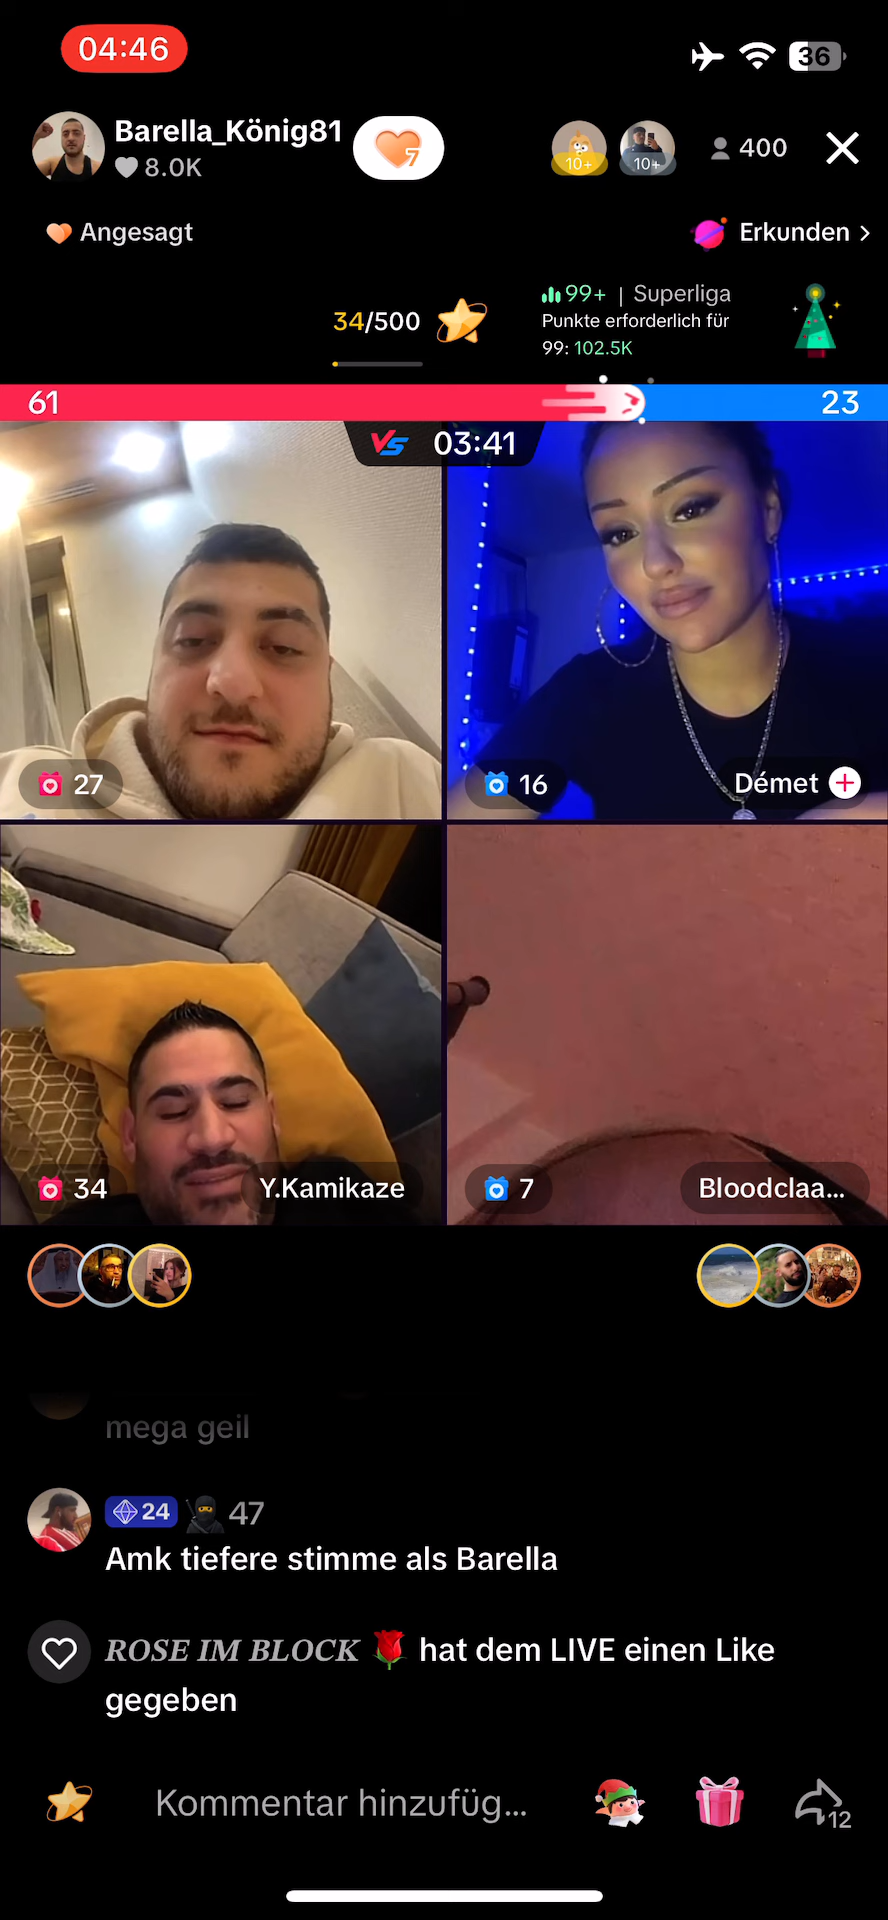 04:46
36
Barella_König81
8.0K
7
10+
10+
400
Angesagt
Erkunden >
34/500
99+ | Superliga
Punkte erforderlich für
99: 102.5K
61
23
VS 03:41
27
16
Démet
34
Y.Kamikaze
7
Bloodclaa...
mega geil
24 47
Amk tiefere stimme als Barella
ROSE IM BLOCK 🌹 hat dem LIVE einen Like
gegeben
Kommentar hinzufüg...
12